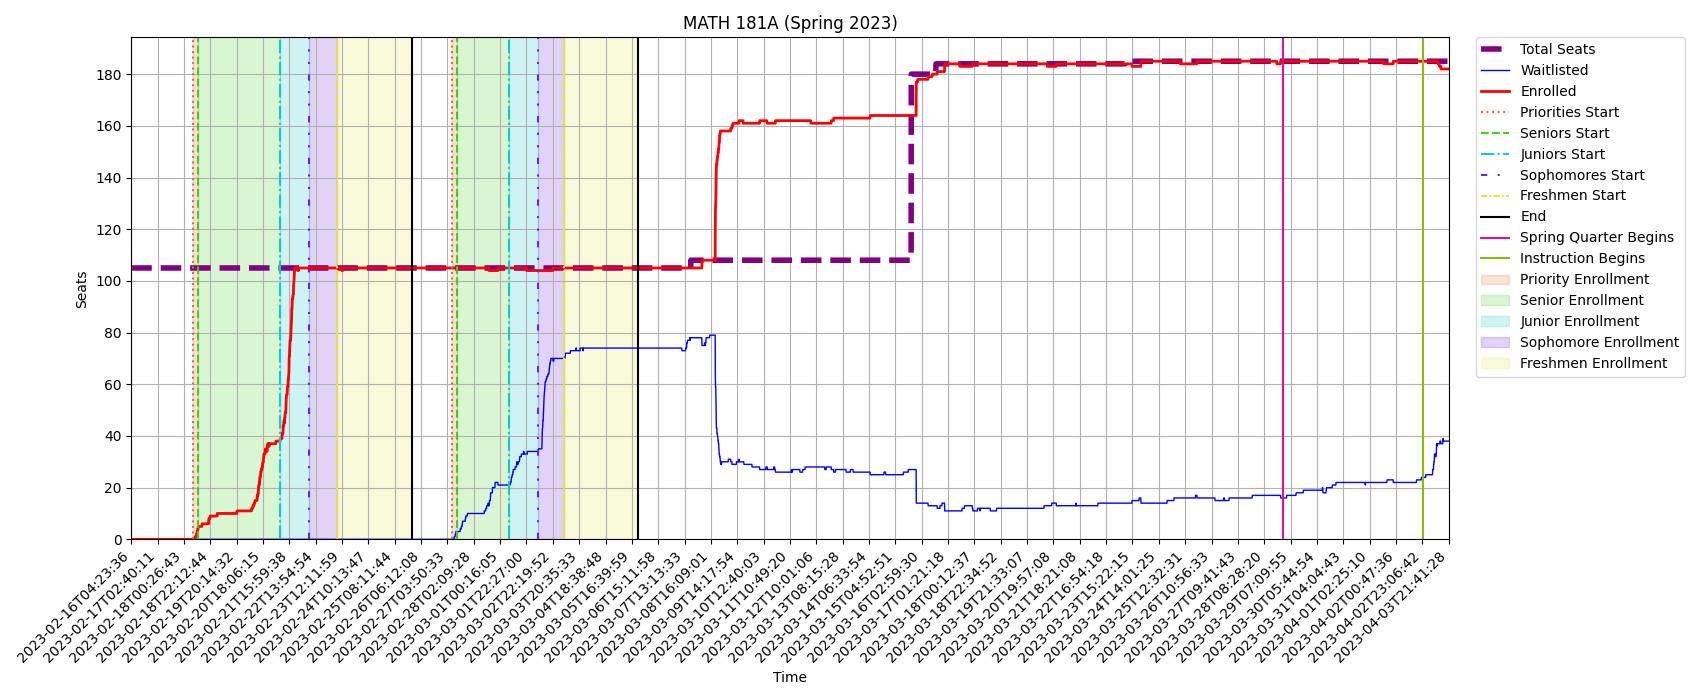 MATH 181A (Spring 2023)
Seats
180
160
140
120
100
80
60
40
20
0
2023-02-16T04:23:36
2023-02-17T02:40:11
2023-02-18T00:26:43
2023-02-18T22:12:44
2023-02-19T20:14:32
2023-02-20T18:06:15
2023-02-21T15:59:38
2023-02-22T13:54:54
2023-02-23T12:11:59
2023-02-24T10:13:47
2023-02-25T08:11:44
2023-02-26T06:12:08
2023-02-27T03:50:33
2023-02-28T02:09:28
2023-03-01T00:16:05
2023-03-01T22:27:00
2023-03-02T22:19:52
2023-03-03T20:35:33
2023-03-04T18:38:48
2023-03-05T16:39:59
2023-03-06T15:11:58
2023-03-07T13:13:33
2023-03-08T16:09:01
2023-03-09T14:17:54
2023-03-10T12:40:03
2023-03-11T10:49:20
2023-03-12T10:01:06
2023-03-13T08:15:28
2023-03-14T06:33:54
2023-03-15T04:52:51
2023-03-16T02:59:30
2023-03-17T01:21:18
2023-03-18T00:12:37
2023-03-18T22:34:52
2023-03-19T21:33:07
2023-03-20T19:57:08
2023-03-21T18:21:08
2023-03-22T16:54:18
2023-03-23T15:22:15
2023-03-24T14:01:25
2023-03-25T12:32:31
2023-03-26T10:56:33
2023-03-27T09:41:43
2023-03-28T08:28:20
2023-03-29T07:09:55
2023-03-30T05:44:54
2023-03-31T04:04:43
2023-04-01T02:25:10
2023-04-02T00:47:36
2023-04-02T23:06:42
2023-04-03T21:41:28
Time
Total Seats
Waitlisted
Enrolled
Priorities Start
Seniors Start
Juniors Start
Sophomores Start
Freshmen Start
End
Spring Quarter Begins
Instruction Begins
Priority Enrollment
Senior Enrollment
Junior Enrollment
Sophomore Enrollment
Freshmen Enrollment